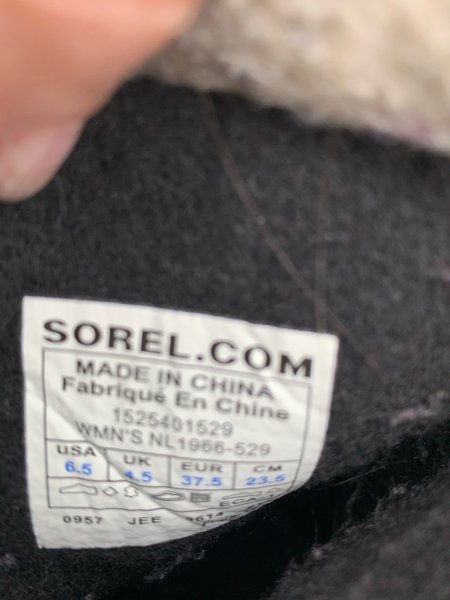 SOREL.COM
MADE IN CHINA
Fabriqué En Chine
1525401529
WMN'S NL1966-529
USA UK EUR CM
6.5 4.5 37.5 23.5
0957 JEE